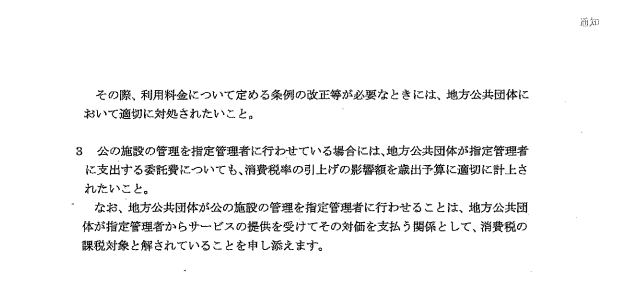 通知
その際、利用料金について定める条例の改正等が必要なときには、地方公共団体に
おいて適切に対処されたいこと。
3　公の施設の管理を指定管理者に行わせている場合には、地方公共団体が指定管理者
に支出する委託費についても、消費税率の引上げの影響額を歳出予算に適切に計上さ
れたいこと。
なお、地方公共団体が公の施設の管理を指定管理者に行わせることは、地方公共団
体が指定管理者からサービスの提供を受けてその対価を支払う関係として、消費税の
課税対象と解されていることを申し添えます。